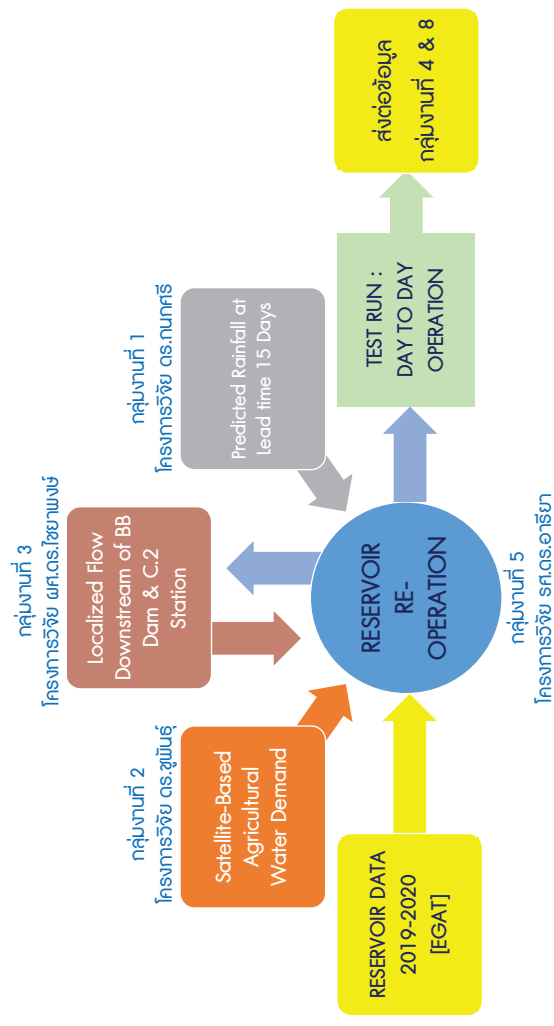 กลุ่มงานที่ 2
โครงการวิจัย ดร.ชูพันธุ์
Satellite-Based
Agricultural
Water Demand
กลุ่มงานที่ 3
โครงการวิจัย ผศ.ดร.ไชยาพงษ์
Localized Flow
Downstream of BB
Dam & C.2
Station
กลุ่มงานที่ 1
โครงการวิจัย ดร.กนกศรี
Predicted Rainfall at
Lead time 15 Days
RESERVOIR DATA
2019-2020
[EGAT]
RESERVOIR
RE-
OPERATION
กลุ่มงานที่ 5
โครงการวิจัย รศ.ดร.อารียา
TEST RUN :
DAY TO DAY
OPERATION
ส่งต่อข้อมูล
กลุ่มงานที่ 4 & 8